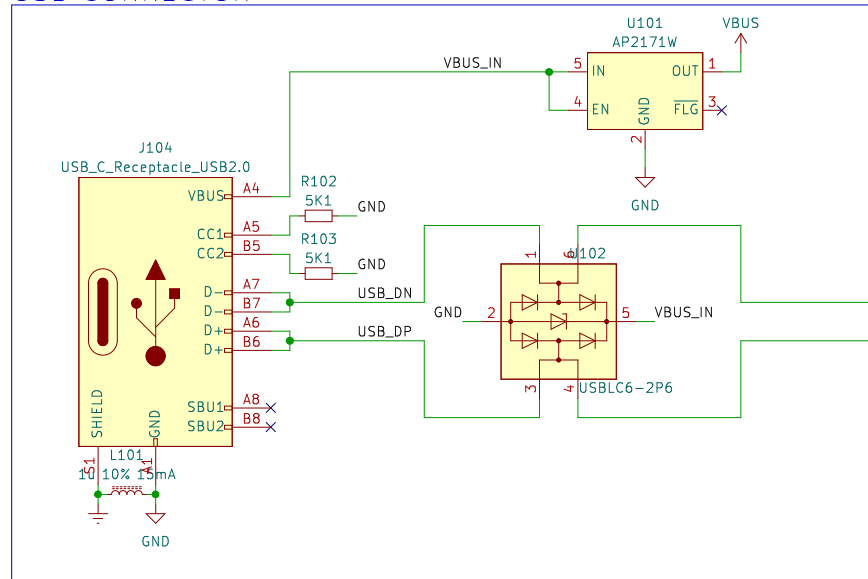 U101
AP2171W
VBUS
VBUS_IN
5
IN
OUT
1
4
EN
FLG
3
GND
2
GND
J104
USB_C_Receptacle_USB2.0
VBUS
A4
CC1
A5
CC2
B5
D-
A7
D-
B7
D+
A6
D+
B6
SBU1
A8
SBU2
B8
SHIELD
GND
S1
A1
R102
5K1
GND
R103
5K1
GND
USB_DN
USB_DP
U102
1
6
GND
2
5
VBUS_IN
3
4
USBLC6-2P6
L101
1u 10% 15mA
GND